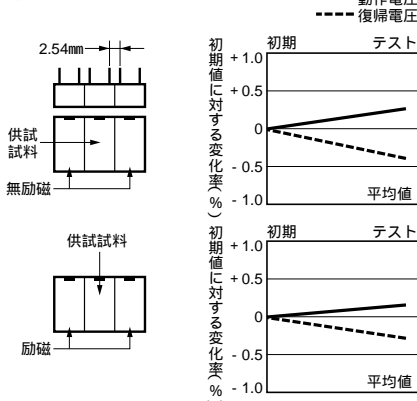 動作電圧
復帰電圧
2.54mm
供試
試料
無励磁
初期値に対する変化率(%)
初期 テスト
+ 1.0
+ 0.5
0
- 0.5
- 1.0
平均値
供試試料
励磁
初期値に対する変化率(%
初期 テスト
+ 1.0
+ 0.5
0
- 0.5
- 1.0
平均値